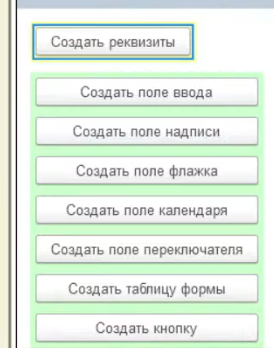 Создать реквизиты
Создать поле ввода
Создать поле надписи
Создать поле флажка
Создать поле календаря
Создать поле переключателя
Создать таблицу формы
Создать кнопку